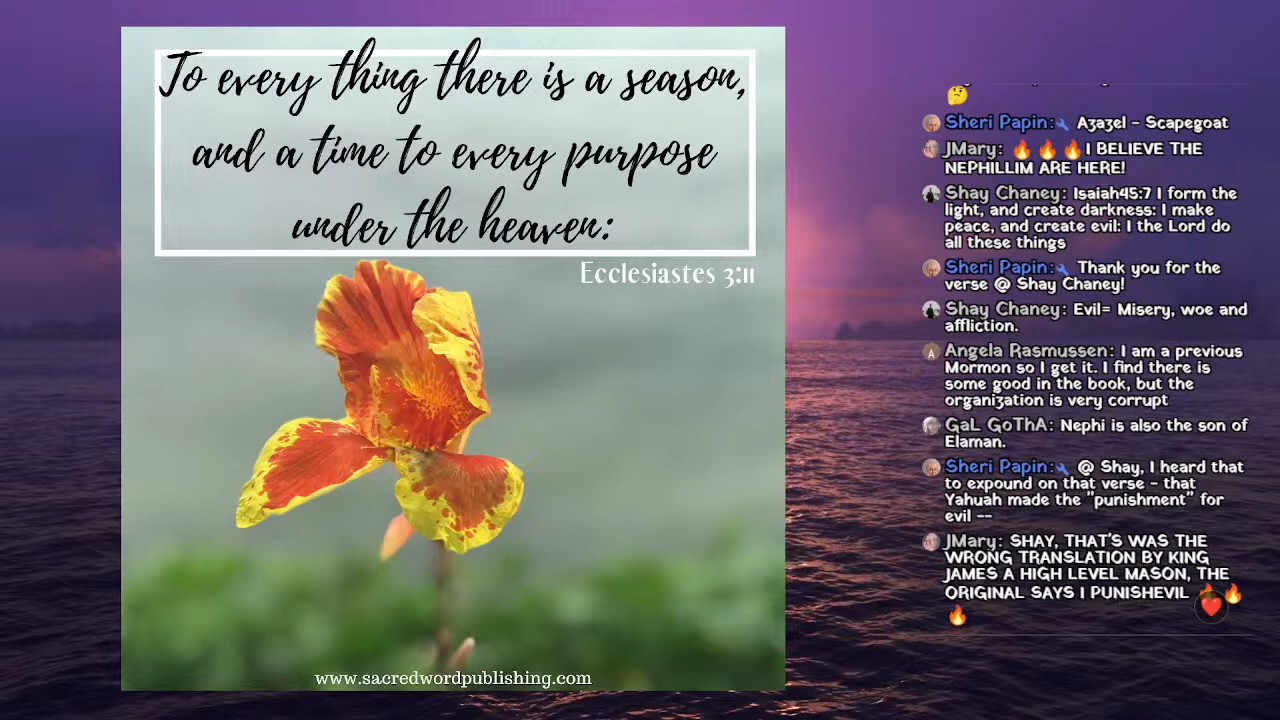 To every thing there is a season,
and a time to every purpose
under the heaven:
Ecclesiastes 3:11
www.sacredwordpublishing.com
Sheri Papin: Azazel - Scapegoat
JMary: 🔥🔥🔥I BELIEVE THE
NEPHILLIM ARE HERE!
Shay Chaney: Isaiah45:7 I form the
light, and create darkness: I make
peace, and create evil: I the Lord do
all these things
Sheri Papin: Thank you for the
verse @ Shay Chaney!
Shay Chaney: Evil= Misery, woe and
affliction.
A Angela Rasmussen: I am a previous
Mormon so I get it. I find there is
some good in the book, but the
organization is very corrupt
GaL GoThA: Nephi is also the son of
Elaman.
Sheri Papin: @ Shay, I heard that
to expound on that verse - that
Yahuah made the "punishment" for
evil --
JMary: SHAY, THAT'S WAS THE
WRONG TRANSLATION BY KING
JAMES A HIGH LEVEL MASON, THE
ORIGINAL SAYS I PUNISHEVIL 🔥🔥
🔥